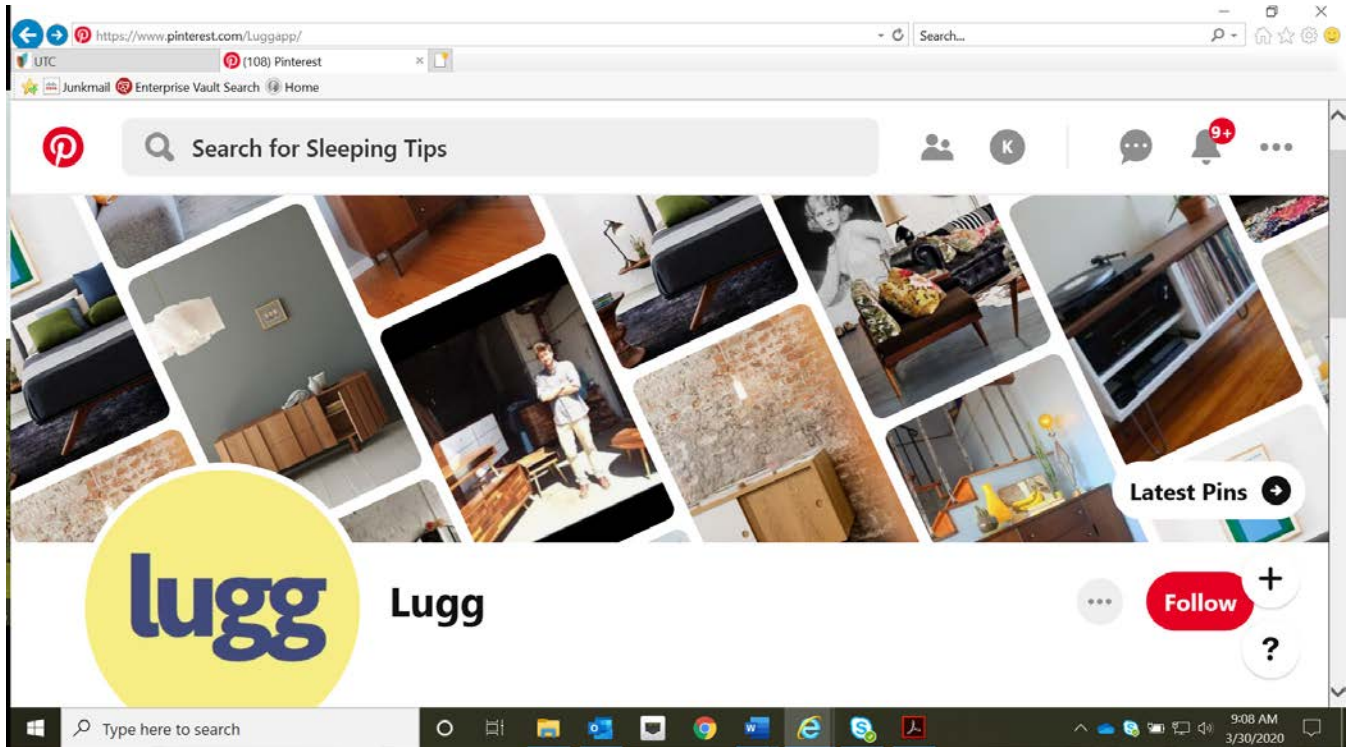 https://www.pinterest.com/Luggapp/
Search...
UTC
(108) Pinterest
Junkmail
Enterprise Vault Search
Home
Search for Sleeping Tips
K
9+
Latest Pins
lugg
Lugg
Follow
+
?
Type here to search
9:08 AM
3/30/2020